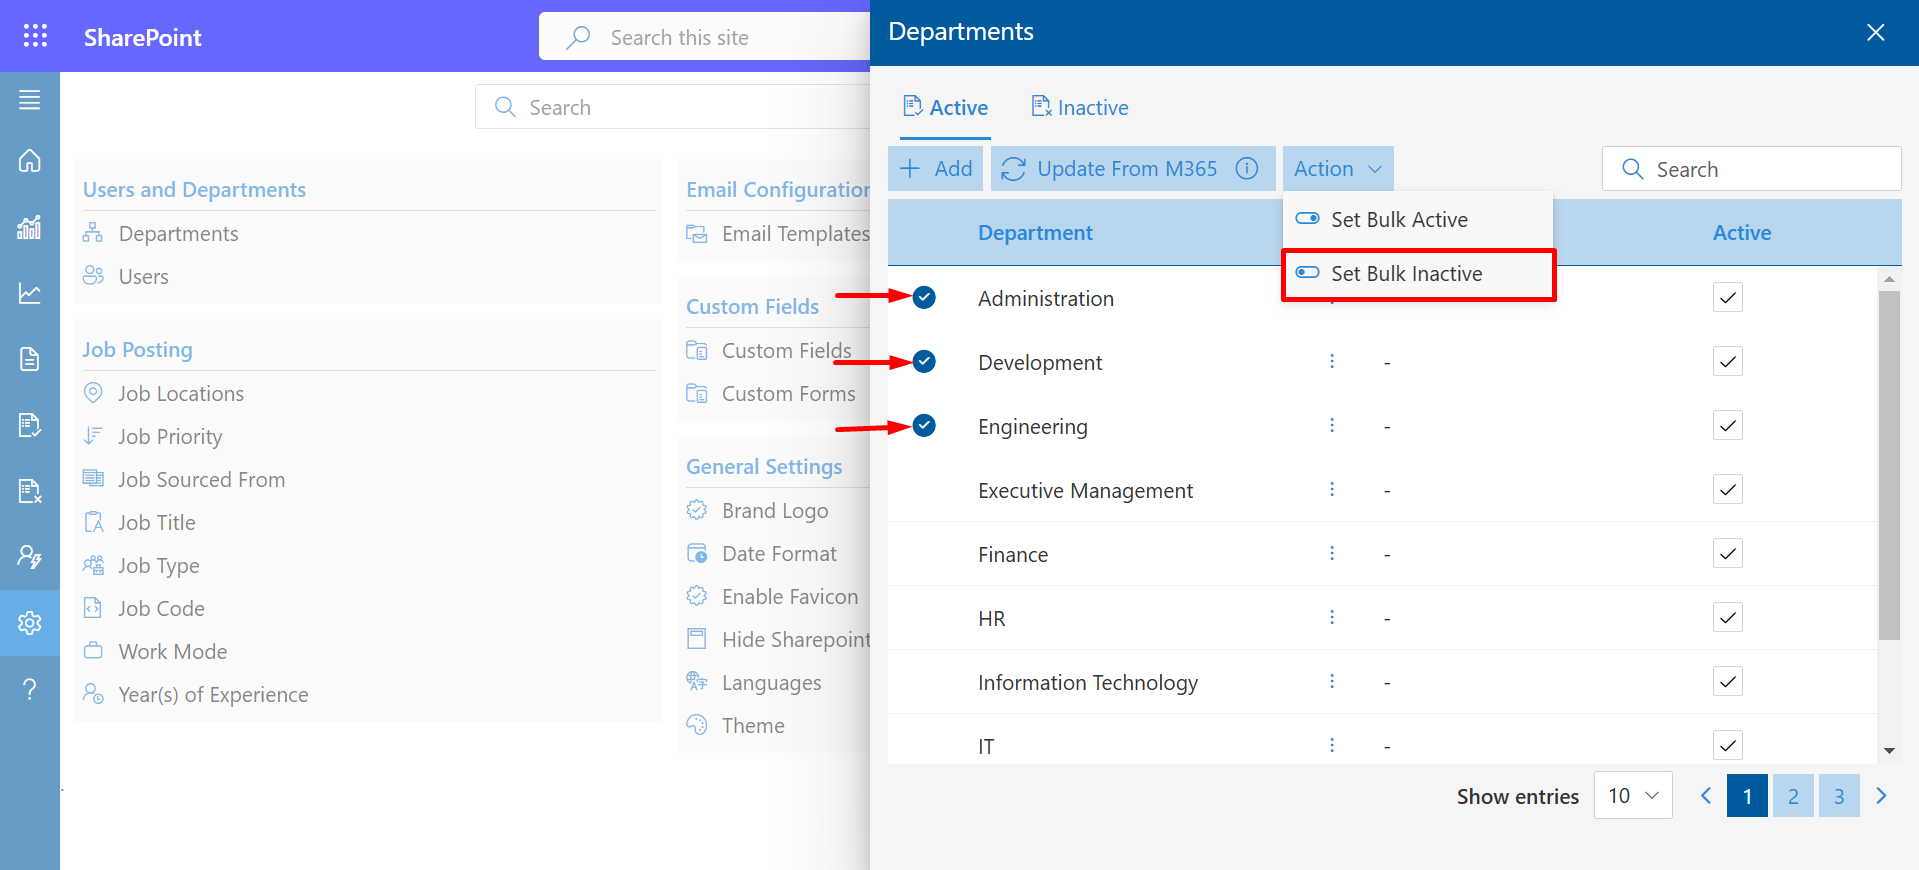 SharePoint
Search this site
Search
Users and Departments
Departments
Users
Job Posting
Job Locations
Job Priority
Job Sourced From
Job Title
Job Type
Job Code
Work Mode
Year(s) of Experience
Email Configuration
Email Templates
Custom Fields
Custom Fields
Custom Forms
General Settings
Brand Logo
Date Format
Enable Favicon
Hide Sharepoint
Languages
Theme
Departments
Active
Inactive
Add
Update From M365
Action
Search
Set Bulk Active
Set Bulk Inactive
Department
Active
Administration
Development -
Engineering -
Executive Management -
Finance -
HR -
Information Technology -
IT -
Show entries 10 1 2 3